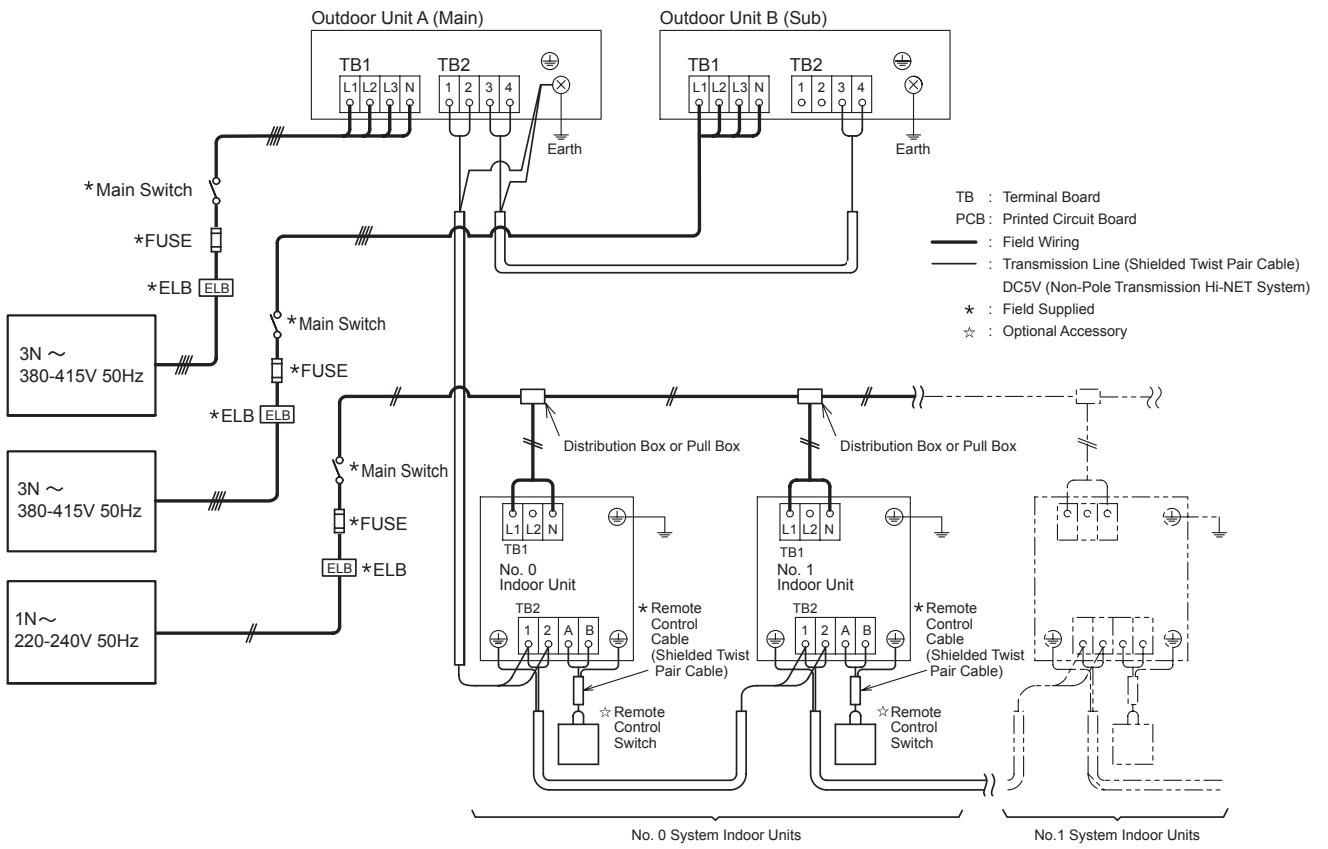 Outdoor Unit A (Main)
TB1
L1 L2 L3 N
TB2
1 2 3 4
Earth
Outdoor Unit B (Sub)
TB1
L1 L2 L3 N
TB2
1 2 3 4
Earth
TB : Terminal Board
PCB : Printed Circuit Board
: Field Wiring
: Transmission Line (Shielded Twist Pair Cable)
DC5V (Non-Pole Transmission Hi-NET System)
* : Field Supplied
☆ : Optional Accessory
*Main Switch
*FUSE
*ELB ELB
3N ～
380-415V 50Hz
*Main Switch
*FUSE
*ELB ELB
3N ～
380-415V 50Hz
*Main Switch
*FUSE
ELB *ELB
1N～
220-240V 50Hz
Distribution Box or Pull Box
Distribution Box or Pull Box
L1 L2 N
TB1
No. 0
Indoor Unit
TB2
1 2 A B
*Remote
Control
Cable
(Shielded Twist
Pair Cable)
☆Remote
Control
Switch
L1 L2 N
TB1
No. 1
Indoor Unit
TB2
1 2 A B
*Remote
Control
Cable
(Shielded Twist
Pair Cable)
☆Remote
Control
Switch
No. 0 System Indoor Units
No.1 System Indoor Units